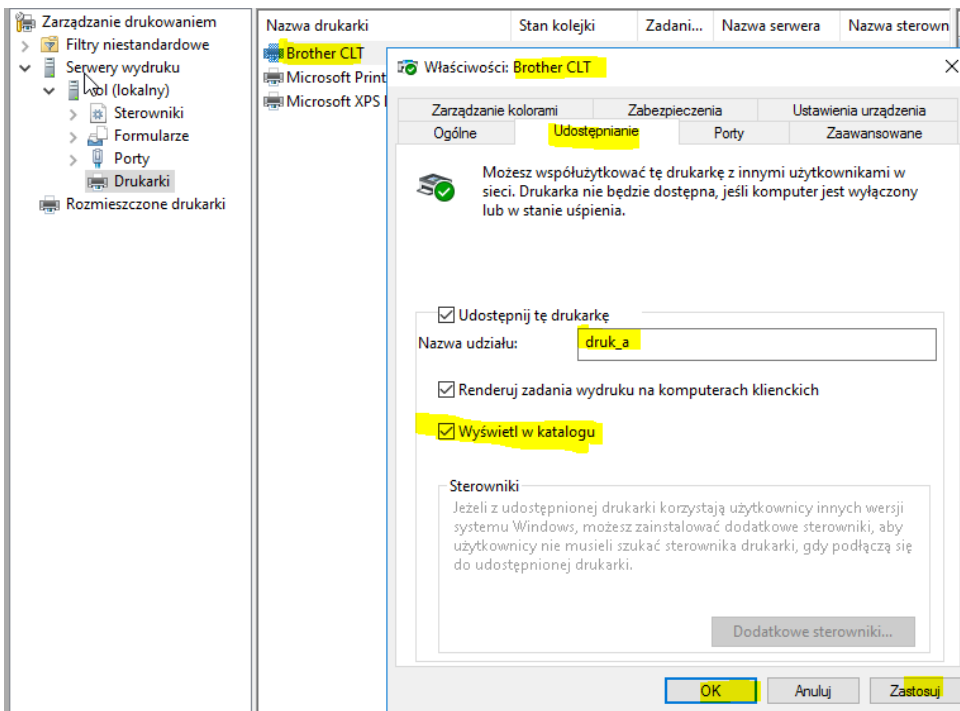 Zarządzanie drukowaniem
Filtry niestandardowe
Serwery wydruku
(lokalny)
Sterowniki
Formularze
Porty
Drukarki
Rozmieszczone drukarki
Nazwa drukarki Stan kolejki Zadani... Nazwa serwera Nazwa sterown
Brother CLT
Microsoft Print
Microsoft XPS
Właściwości: Brother CLT
Zarządzanie kolorami Zabezpieczenia Ustawienia urządzenia
Ogólne Udostępnianie Porty Zaawansowane
Możesz współużytkować tę drukarkę z innymi użytkownikami w
sieci. Drukarka nie będzie dostępna, jeśli komputer jest wyłączony
lub w stanie uśpienia.
Udostępnij tę drukarkę
Nazwa udziału: druk_a
Renderuj zadania wydruku na komputerach klienckich
Wyświetl w katalogu
Sterowniki
Jeżeli z udostępnionej drukarki korzystają użytkownicy innych wersji
systemu Windows, możesz zainstalować dodatkowe sterowniki, aby
użytkownicy nie musieli szukać sterownika drukarki, gdy podłączą się
do udostępnionej drukarki.
Dodatkowe sterowniki...
OK Anuluj Zastosuj